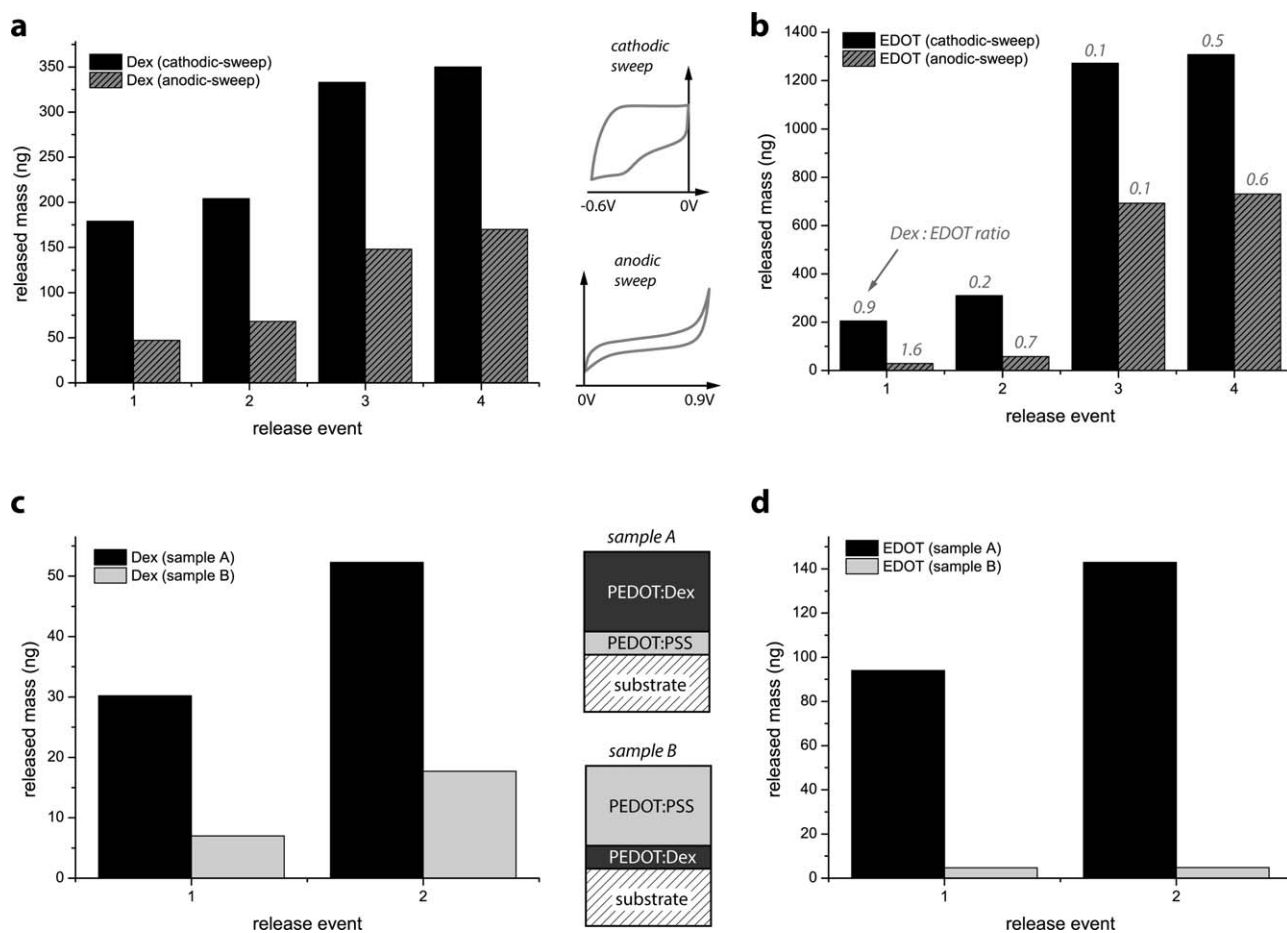 a
Dex (cathodic-sweep)
Dex (anodic-sweep)
350
300
250
200
150
100
50
0
released mass (ng)
1 2 3 4
release event
cathodic
sweep
-0.6V 0V
anodic
sweep
0V 0.9V
b
EDOT (cathodic-sweep)
EDOT (anodic-sweep)
1400
1200
1000
800
600
400
200
0
released mass (ng)
Dex : EDOT ratio
0.9
1.6
0.2
0.7
0.1
0.1
0.5
0.6
1 2 3 4
release event
c
Dex (sample A)
Dex (sample B)
50
40
30
20
10
0
released mass (ng)
1 2
release event
sample A
PEDOT:Dex
PEDOT:PSS
substrate
sample B
PEDOT:PSS
PEDOT:Dex
substrate
d
EDOT (sample A)
EDOT (sample B)
140
120
100
80
60
40
20
0
released mass (ng)
1 2
release event